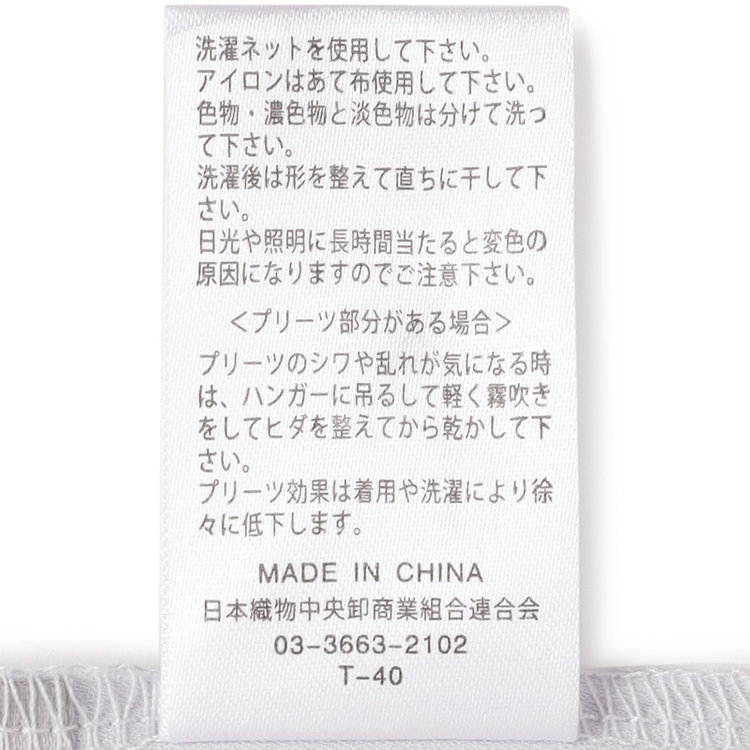 洗濯ネットを使用して下さい。
アイロンはあて布使用して下さい。
色物・濃色物と淡色物は分けて洗っ
て下さい。
洗濯後は形を整えて直ちに干して下
さい。
日光や照明に長時間当たると変色の
原因になりますのでご注意下さい。
＜プリーツ部分がある場合＞
プリーツのシワや乱れが気になる時
は、ハンガーに吊るして軽く霧吹き
をしてヒダを整えてから乾かして下
さい。
プリーツ効果は着用や洗濯により徐
々に低下します。
MADE IN CHINA
日本織物中央卸商業組合連合会
03-3663-2102
T-40